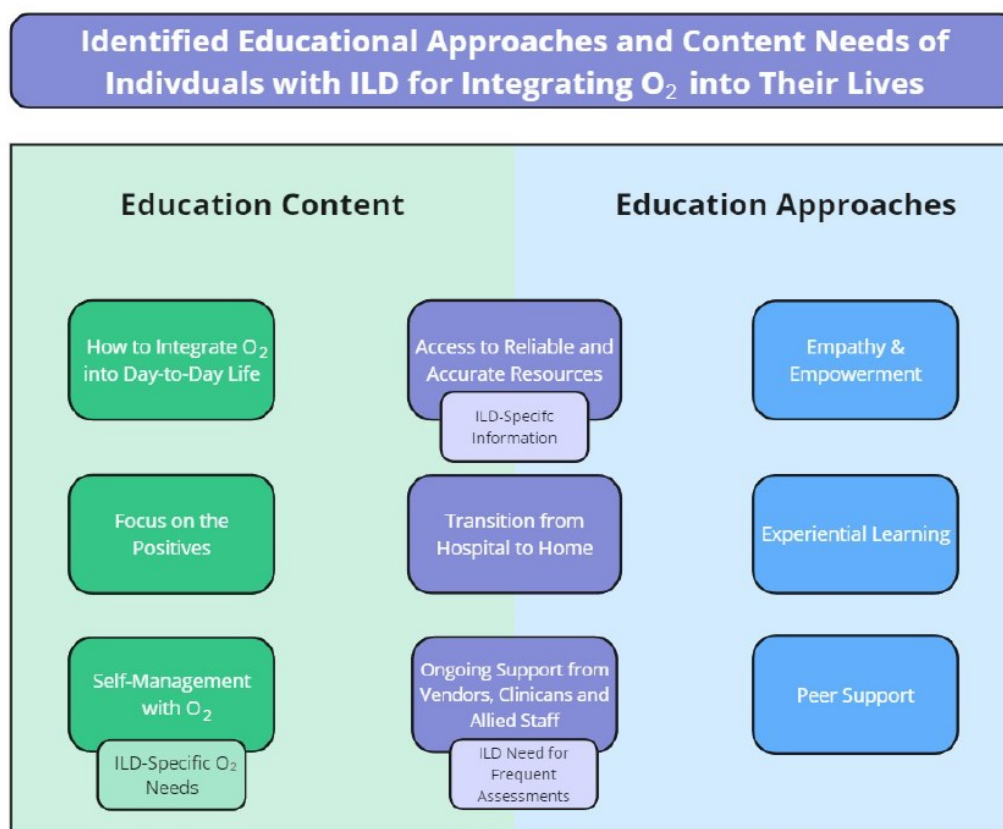 Identified Educational Approaches and Content Needs of
Indivduals with ILD for Integrating O₂ into Their Lives
Education Content
Education Approaches
How to Integrate O₂
into Day-to-Day Life
Access to Reliable and
Accurate Resources
ILD-Specifc
Information
Empathy &
Empowerment
Focus on the
Positives
Transition from
Hospital to Home
Experiential Learning
Self-Management
with O₂
ILD-Specific O₂
Needs
Ongoing Support from
Vendors, Clinicans and
Allied Staff
ILD Need for
Frequent
Assessments
Peer Support